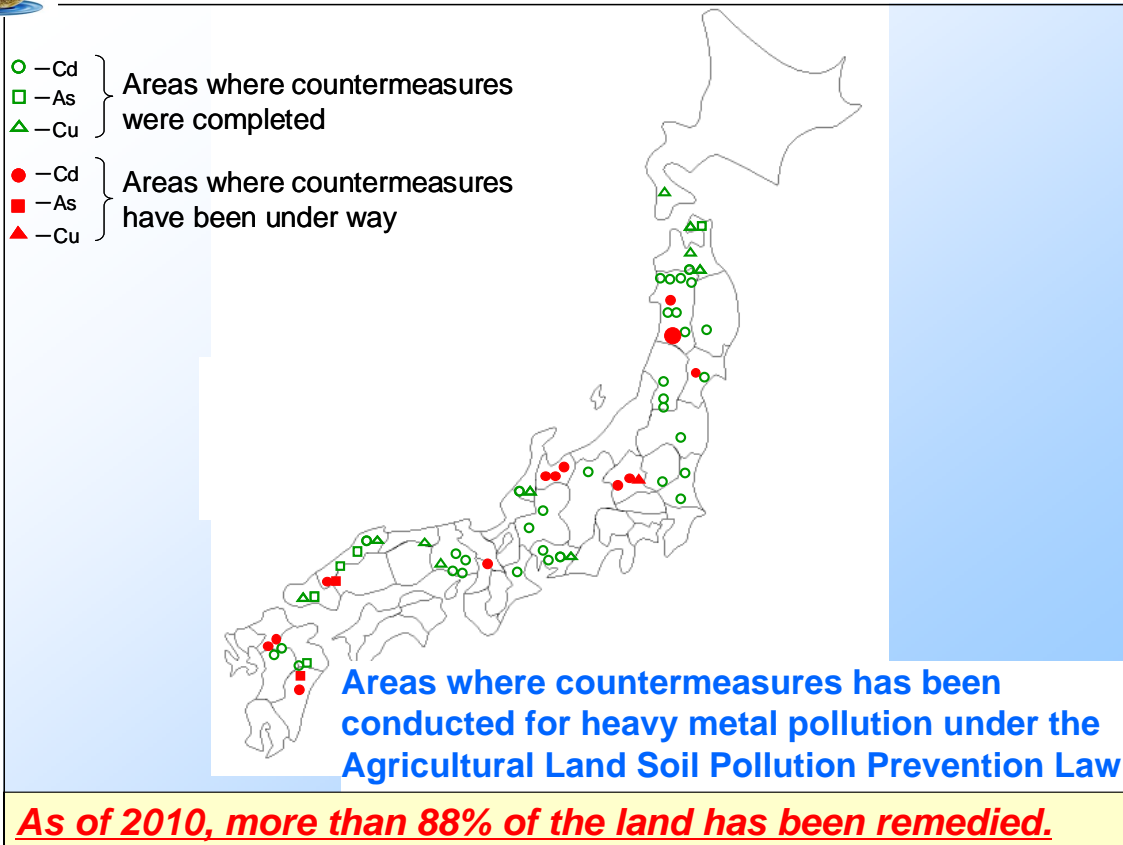 —Cd
—As
—Cu
Areas where countermeasures
were completed
—Cd
—As
—Cu
Areas where countermeasures
have been under way
Areas where countermeasures has been
conducted for heavy metal pollution under the
Agricultural Land Soil Pollution Prevention Law
As of 2010, more than 88% of the land has been remedied.